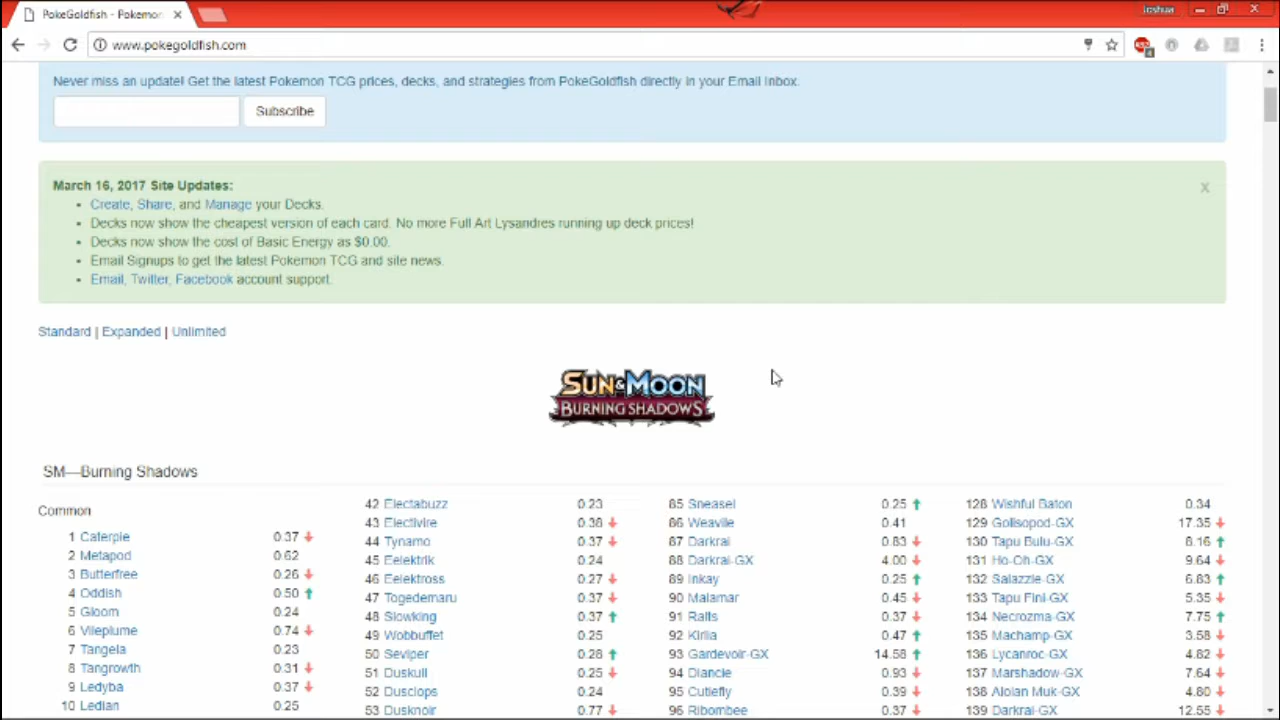 PokeGoldfish - Pokemon
Joshua
www.pokegoldfish.com
Never miss an update! Get the latest Pokemon TCG prices, decks, and strategies from PokeGoldfish directly in your Email Inbox.
Subscribe
March 16, 2017 Site Updates:
x
• Create, Share, and Manage your Decks.
• Decks now show the cheapest version of each card. No more Full Art Lysandres running up deck prices!
• Decks now show the cost of Basic Energy as $0.00.
• Email Signups to get the latest Pokemon TCG and site news.
• Email, Twitter, Facebook account support.
Standard | Expanded | Unlimited
SUN & MOON
BURNING SHADOWS
SM—Burning Shadows
Common
1 Caterpie 0.37
2 Metapod 0.62
3 Butterfree 0.26
4 Oddish 0.50
5 Gloom 0.24
6 Vileplume 0.74
7 Tangela 0.23
8 Tangrowth 0.31
9 Ledyba 0.37
10 Ledian 0.25
42 Electabuzz 0.23
43 Electivire 0.38
44 Tynamo 0.37
45 Eelektrik 0.24
46 Eelektross 0.27
47 Togedemaru 0.37
48 Slowking 0.37
49 Wobbuffet 0.25
50 Seviper 0.28
51 Duskull 0.25
52 Dusclops 0.24
53 Dusknoir 0.77
85 Sneasel 0.25
86 Weavile 0.41
87 Darkrai 0.83
88 Darkrai-GX 4.00
89 Inkay 0.25
90 Malamar 0.45
91 Ralts 0.37
92 Kirlia 0.47
93 Gardevoir-GX 14.58
94 Diancie 0.93
95 Cutiefly 0.39
96 Ribombee 0.37
128 Wishful Baton 0.34
129 Golisopod-GX 17.35
130 Tapu Bulu-GX 8.16
131 Ho-Oh-GX 9.64
132 Salazzle-GX 6.83
133 Tapu Fini-GX 5.35
134 Necrozma-GX 7.75
135 Machamp-GX 3.58
136 Lycanroc-GX 4.82
137 Marshadow-GX 7.64
138 Alolan Muk-GX 4.80
139 Darkrai-GX 12.55